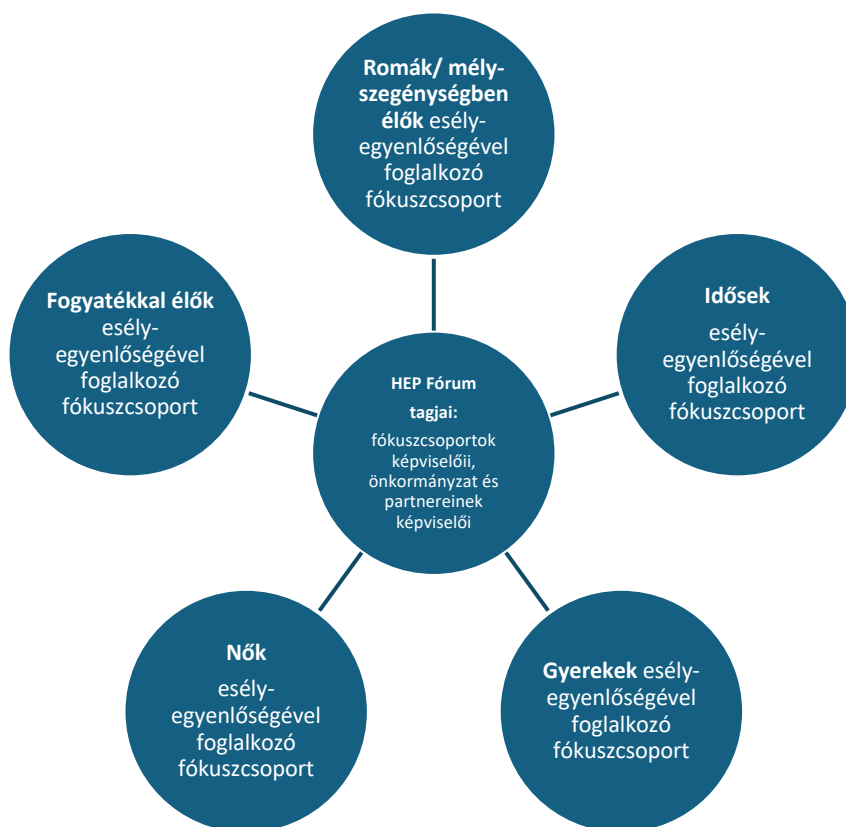 Romák/ mély-
szegénységben
élők esély-
egyenlőségével
foglalkozó
fókuszcsoport
Fogyatékkal élők
esély-
egyenlőségével
foglalkozó
fókuszcsoport
Idősek
esély-
egyenlőségével
foglalkozó
fókuszcsoport
HEP Fórum
tagjai:
fókuszcsoportok
képviselőii,
önkormányzat és
partnereinek
képviselői
Nők
esély-
egyenlőségével
foglalkozó
fókuszcsoport
Gyerekek esély-
egyenlőségével
foglalkozó
fókuszcsoport